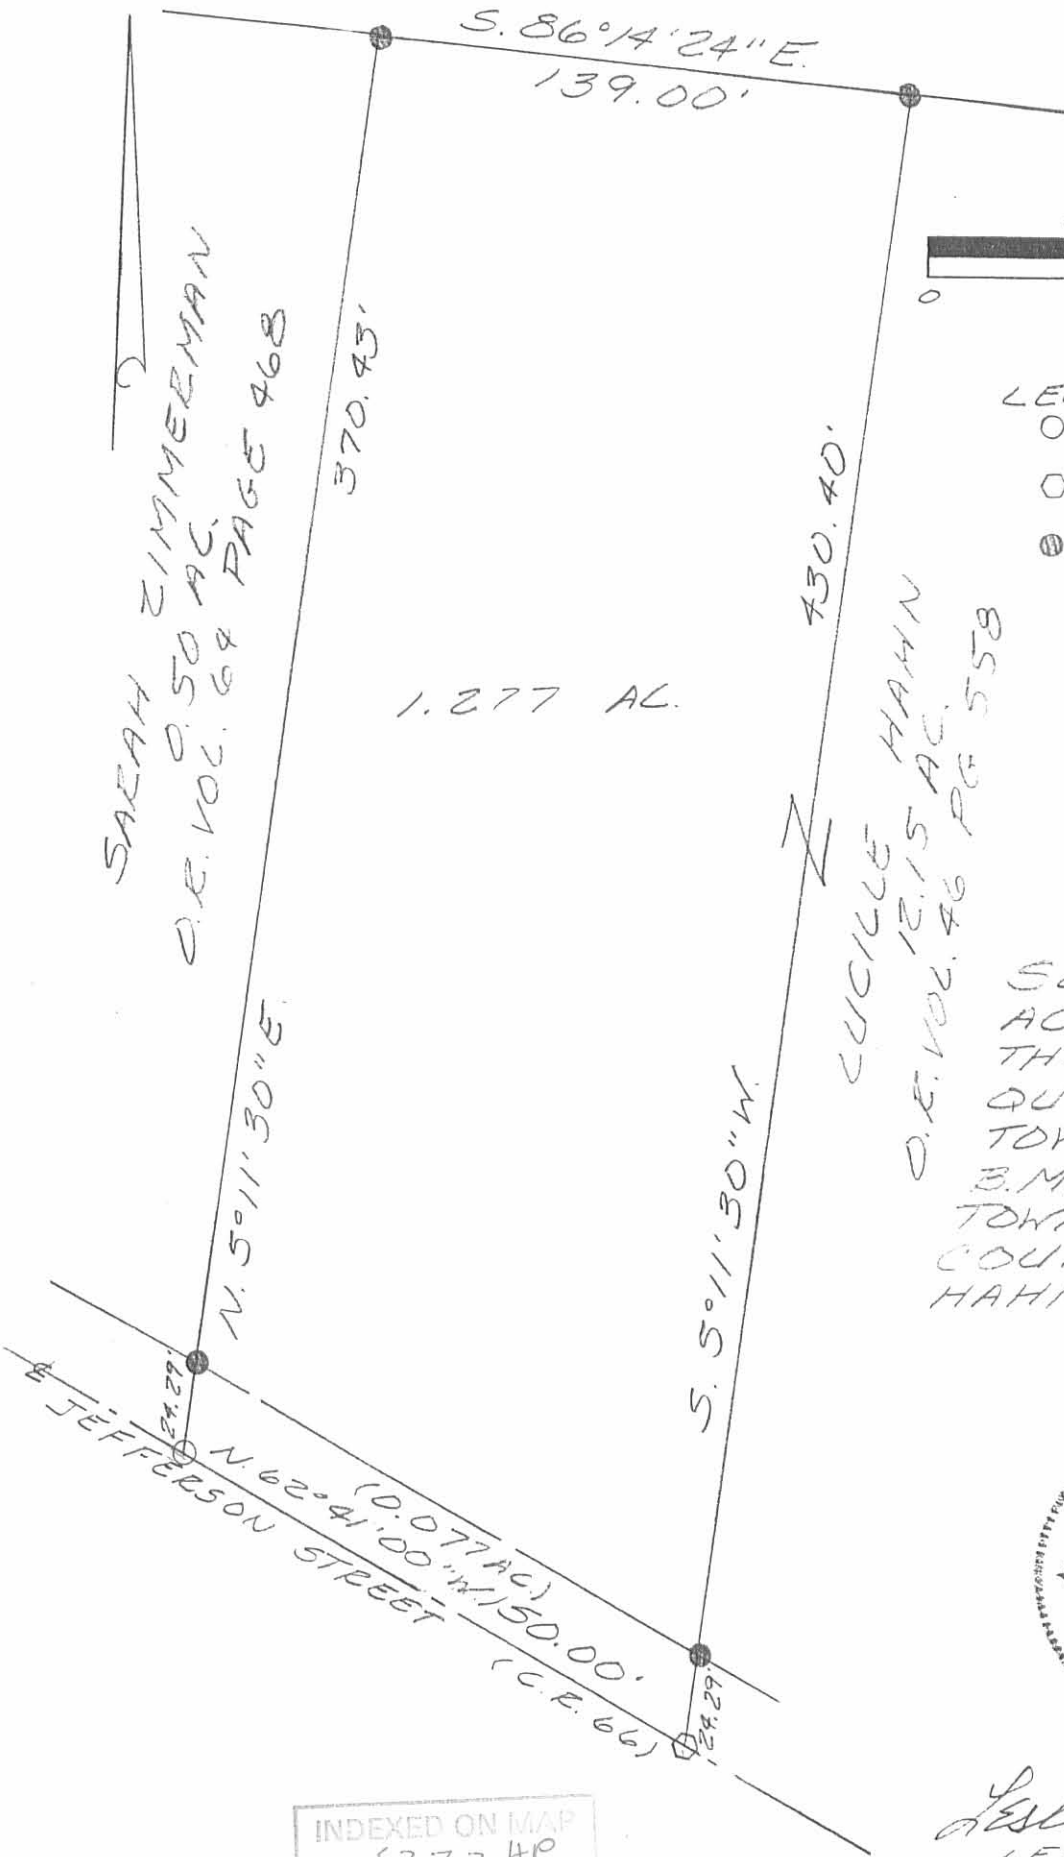 S. 86°14'24" E.
139.00'
SARAH ZIMMERMAN
0.50 AC.
O.R. VOL. 64 PAGE 468
370.43'
N. 5°11'30" E.
0
430.40'
S. 5°11'30" W.
1.277 AC.
LUCILLE HAHN
12.15 AC.
O.R. VOL. 46 PG 558
24.29'
(0.077 AC.)
N. 62°41'00" W. 150.00'
JEFFERSON STREET
(C.R. 66)
24.29'
INDEXED ON MAP